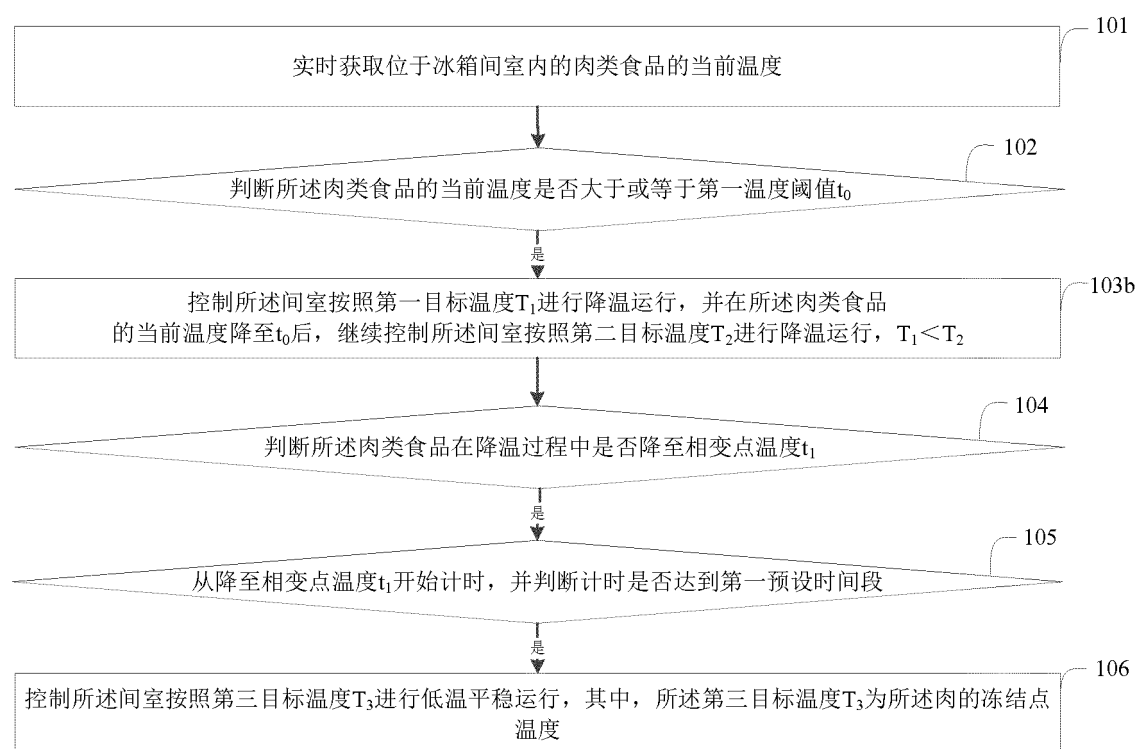 101
实时获取位于冰箱间室内的肉类食品的当前温度
102
判断所述肉类食品的当前温度是否大于或等于第一温度阈值t₀
是
103b
控制所述间室按照第一目标温度T₁进行降温运行，并在所述肉类食品
的当前温度降至t₀后，继续控制所述间室按照第二目标温度T₂进行降温运行，T₁＜T₂
104
判断所述肉类食品在降温过程中是否降至相变点温度t₁
是
105
从降至相变点温度t₁开始计时，并判断计时是否达到第一预设时间段
是
106
控制所述间室按照第三目标温度T₃进行低温平稳运行，其中，所述第三目标温度T₃为所述肉的冻结点
温度